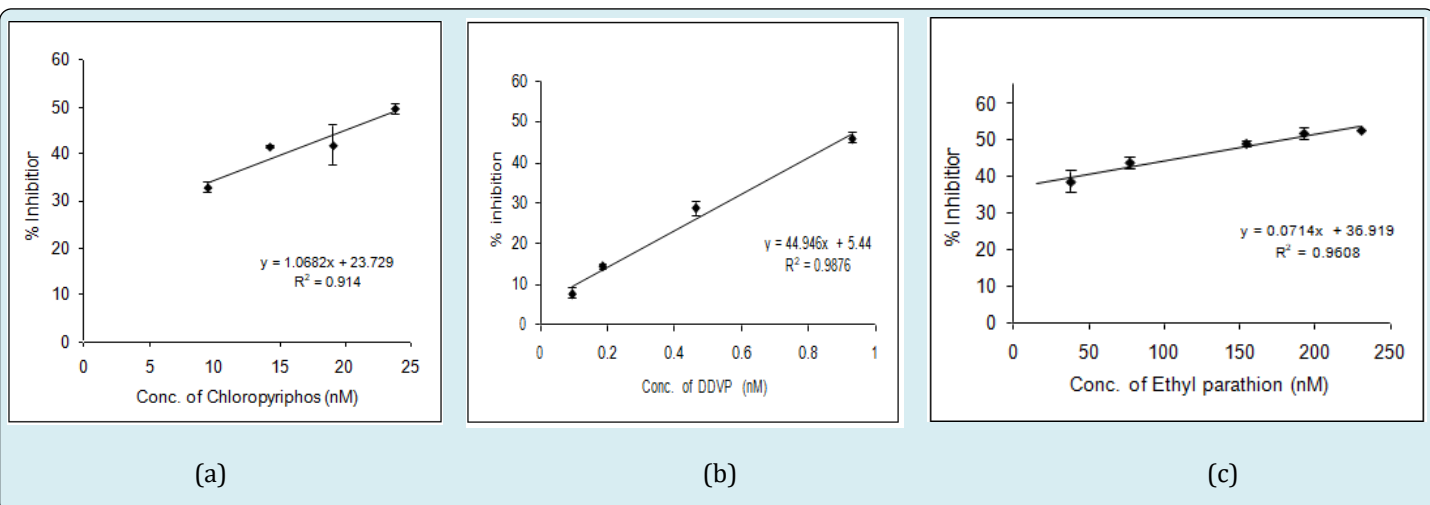 60
50
40
30
20
10
0
% Inhibitior
y = 1.0682x + 23.729
R² = 0.914
0 5 10 15 20 25
Conc. of Chloropyriphos (nM)
(a)
60
50
40
30
20
10
0
% inhibition
y = 44.946x + 5.44
R² = 0.9876
0 0.2 0.4 0.6 0.8 1
Conc. of DDVP (nM)
(b)
60
50
40
30
20
10
0
% Inhibitior
y = 0.0714x + 36.919
R² = 0.9608
0 50 100 150 200 250
Conc. of Ethyl parathion (nM)
(c)